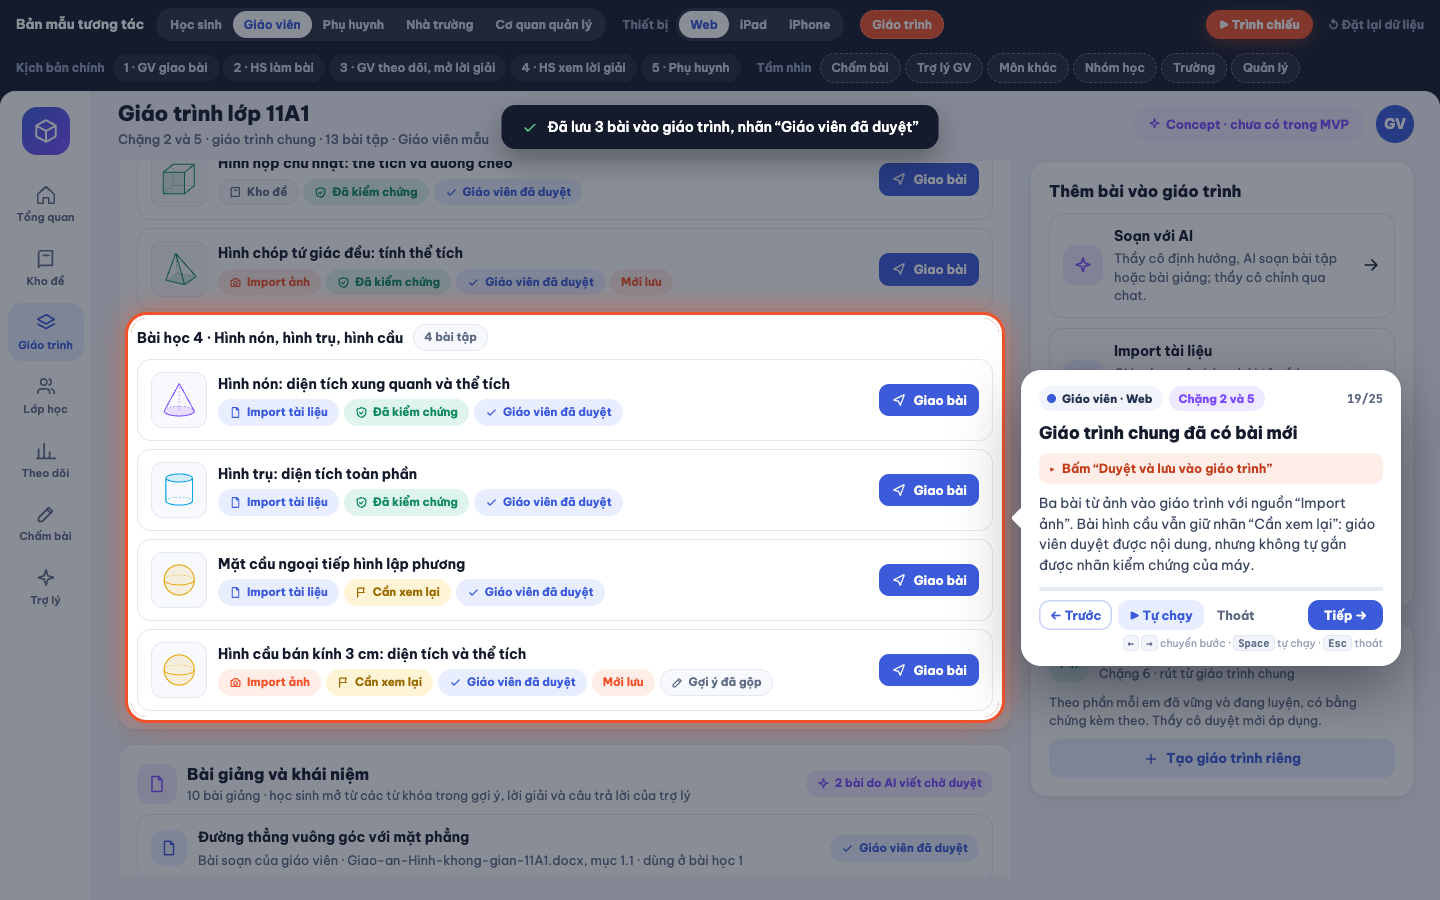 Bản mẫu tương tác
Học sinh
Giáo viên
Phụ huynh
Nhà trường
Cơ quan quản lý
Thiết bị
Web
iPad
iPhone
Giáo trình
Trình chiếu
Đặt lại dữ liệu
Kịch bản chính
1 · GV giao bài
2 · HS làm bài
3 · GV theo dõi, mở lời giải
4 · HS xem lời giải
5 · Phụ huynh
Tầm nhìn
Chấm bài
Trợ lý GV
Môn khác
Nhóm học
Trường
Quản lý
Tổng quan
Kho đề
Giáo trình
Lớp học
Theo dõi
Chấm bài
Trợ lý
Giáo trình lớp 11A1
Chặng 2 và 5 · giáo trình chung · 13 bài tập · Giáo viên mẫu
Đã lưu 3 bài vào giáo trình, nhãn “Giáo viên đã duyệt”
Concept · chưa có trong MVP
GV
Hình hộp chữ nhật: thể tích và đường chéo
Kho đề
Đã kiểm chứng
Giáo viên đã duyệt
Giao bài
Hình chóp tứ giác đều: tính thể tích
Import ảnh
Đã kiểm chứng
Giáo viên đã duyệt
Mới lưu
Giao bài
Bài học 4 · Hình nón, hình trụ, hình cầu
4 bài tập
Hình nón: diện tích xung quanh và thể tích
Import tài liệu
Đã kiểm chứng
Giáo viên đã duyệt
Giao bài
Hình trụ: diện tích toàn phần
Import tài liệu
Đã kiểm chứng
Giáo viên đã duyệt
Giao bài
Mặt cầu ngoại tiếp hình lập phương
Import tài liệu
Cần xem lại
Giáo viên đã duyệt
Giao bài
Hình cầu bán kính 3 cm: diện tích và thể tích
Import ảnh
Cần xem lại
Giáo viên đã duyệt
Mới lưu
Gợi ý đã gộp
Giao bài
Bài giảng và khái niệm
10 bài giảng · học sinh mở từ các từ khóa trong gợi ý, lời giải và câu trả lời của trợ lý
2 bài do AI viết chờ duyệt
Đường thẳng vuông góc với mặt phẳng
Bài soạn của giáo viên · Giao-an-Hinh-khong-gian-11A1.docx, mục 1.1 · dùng ở bài học 1
Giáo viên đã duyệt
Thêm bài vào giáo trình
Soạn với AI
Thầy cô định hướng, AI soạn bài tập
hoặc bài giảng; thầy cô chỉnh qua
chat.
Import tài liệu
Giáo viên · Web
Chặng 2 và 5
19/25
Giáo trình chung đã có bài mới
Bấm “Duyệt và lưu vào giáo trình”
Ba bài từ ảnh vào giáo trình với nguồn “Import
ảnh”. Bài hình cầu vẫn giữ nhãn “Cần xem lại”: giáo
viên duyệt được nội dung, nhưng không tự gắn
được nhãn kiểm chứng của máy.
← Trước
Tự chạy
Thoát
Tiếp →
← → chuyển bước · Space tự chạy · Esc thoát
Chặng 6 · rút từ giáo trình chung
Theo phần mỗi em đã vững và đang luyện, có bằng
chứng kèm theo. Thầy cô duyệt mới áp dụng.
Tạo giáo trình riêng